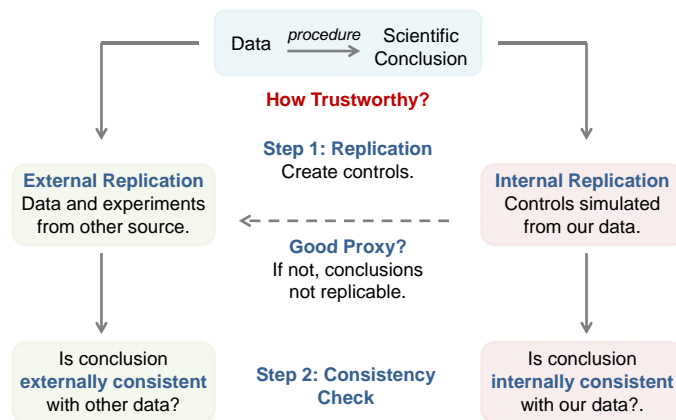 Data procedure Scientific
Conclusion
How Trustworthy?
Step 1: Replication
Create controls.
External Replication
Data and experiments
from other source.
Internal Replication
Controls simulated
from our data.
Good Proxy?
If not, conclusions
not replicable.
Is conclusion
externally consistent
with other data?
Step 2: Consistency
Check
Is conclusion
internally consistent
with our data?.